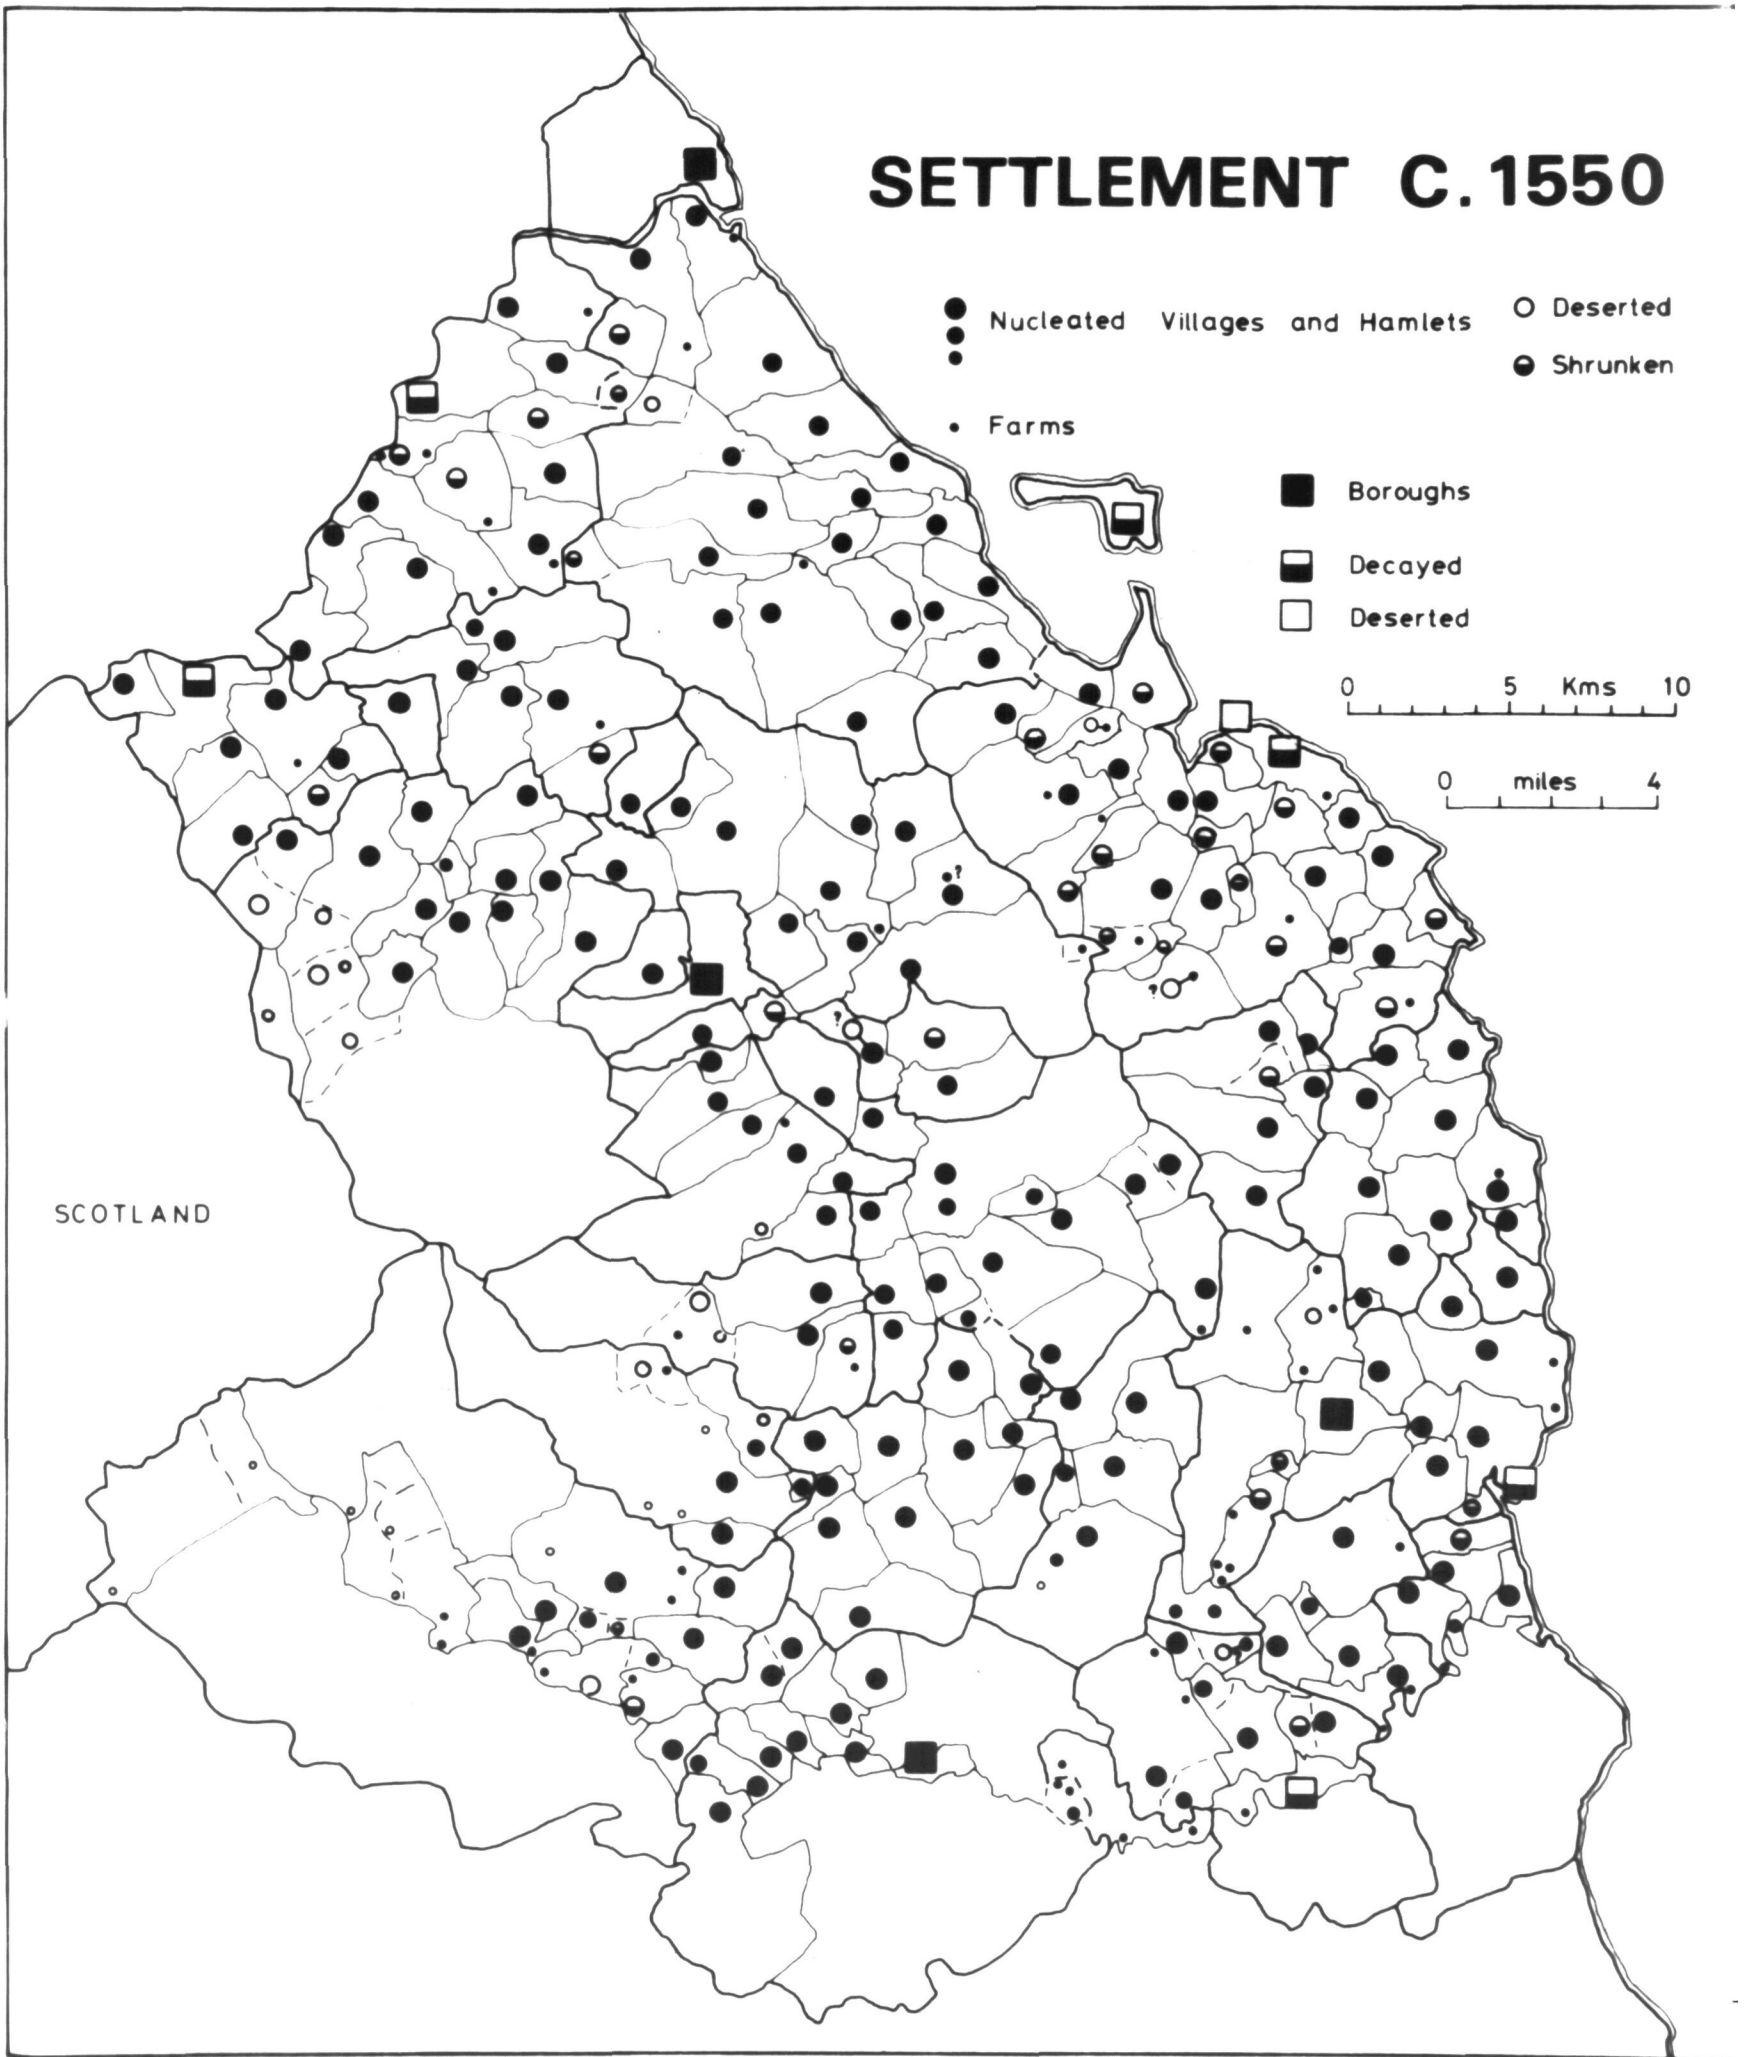 SETTLEMENT C. 1550
Nucleated Villages and Hamlets
Deserted
Shrunken
Farms
Boroughs
Decayed
Deserted
0 5 Kms 10
0 miles 4
?
?
?
SCOTLAND